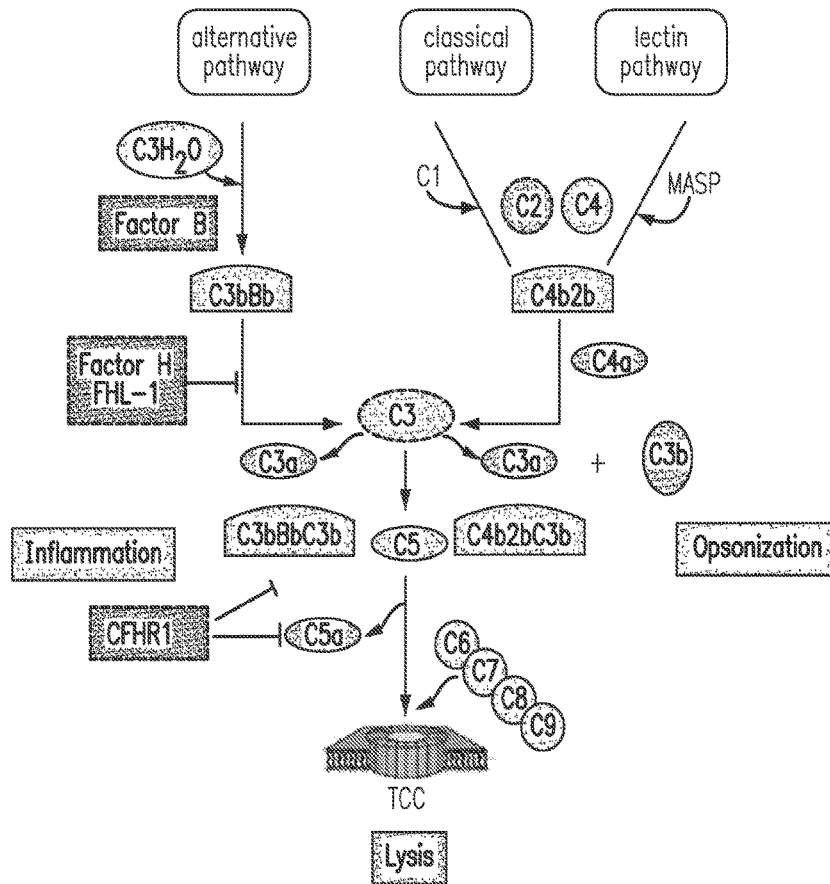 alternative
pathway
classical
pathway
lectin
pathway
C3H₂O
Factor B
C1
C2
C4
MASP
C3bBb
C4b2b
Factor H
FHL-1
C4a
C3
C3a
C3a
+
C3b
Inflammation
C3bBbC3b
C5
C4b2bC3b
Opsonization
CFHR1
C5a
C6
C7
C8
C9
TCC
Lysis